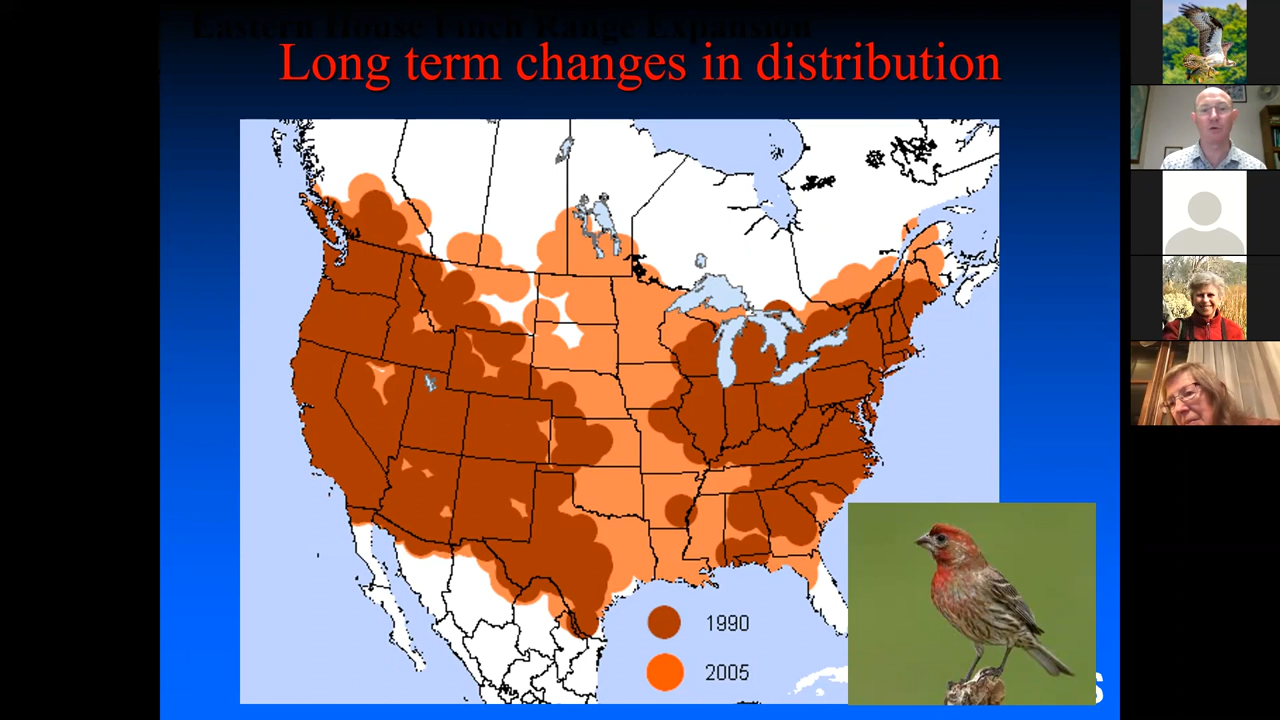 Eastern House Finch Range Expansion
Long term changes in distribution
1990
2005
s